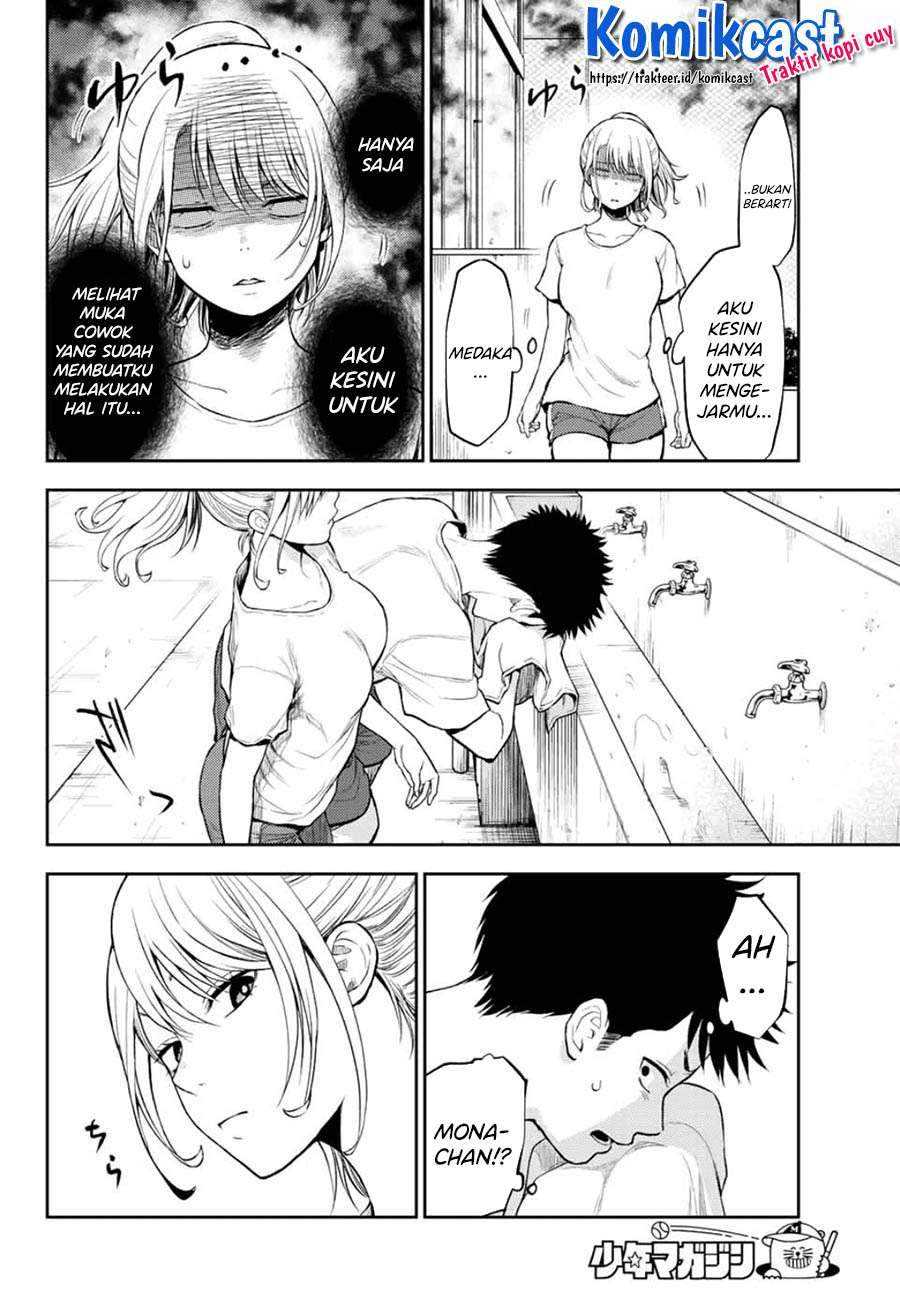 Komikcast
https://trakteer.id/komikcast
Traktir kopi cuy
ゆら
..BUKAN
BERARTI
AKU
KESINI
HANYA
UNTUK
MENGE-
JARMU...
MEDAKA
...
ゆら...
HANYA
SAJA
AKU
KESINI
UNTUK
MELIHAT
MUKA
COWOK
YANG SUDAH
MEMBUATKU
MELAKUKAN
HAL ITU...
AH
...
MONA-
CHAN!?
ちら
少年マガジン